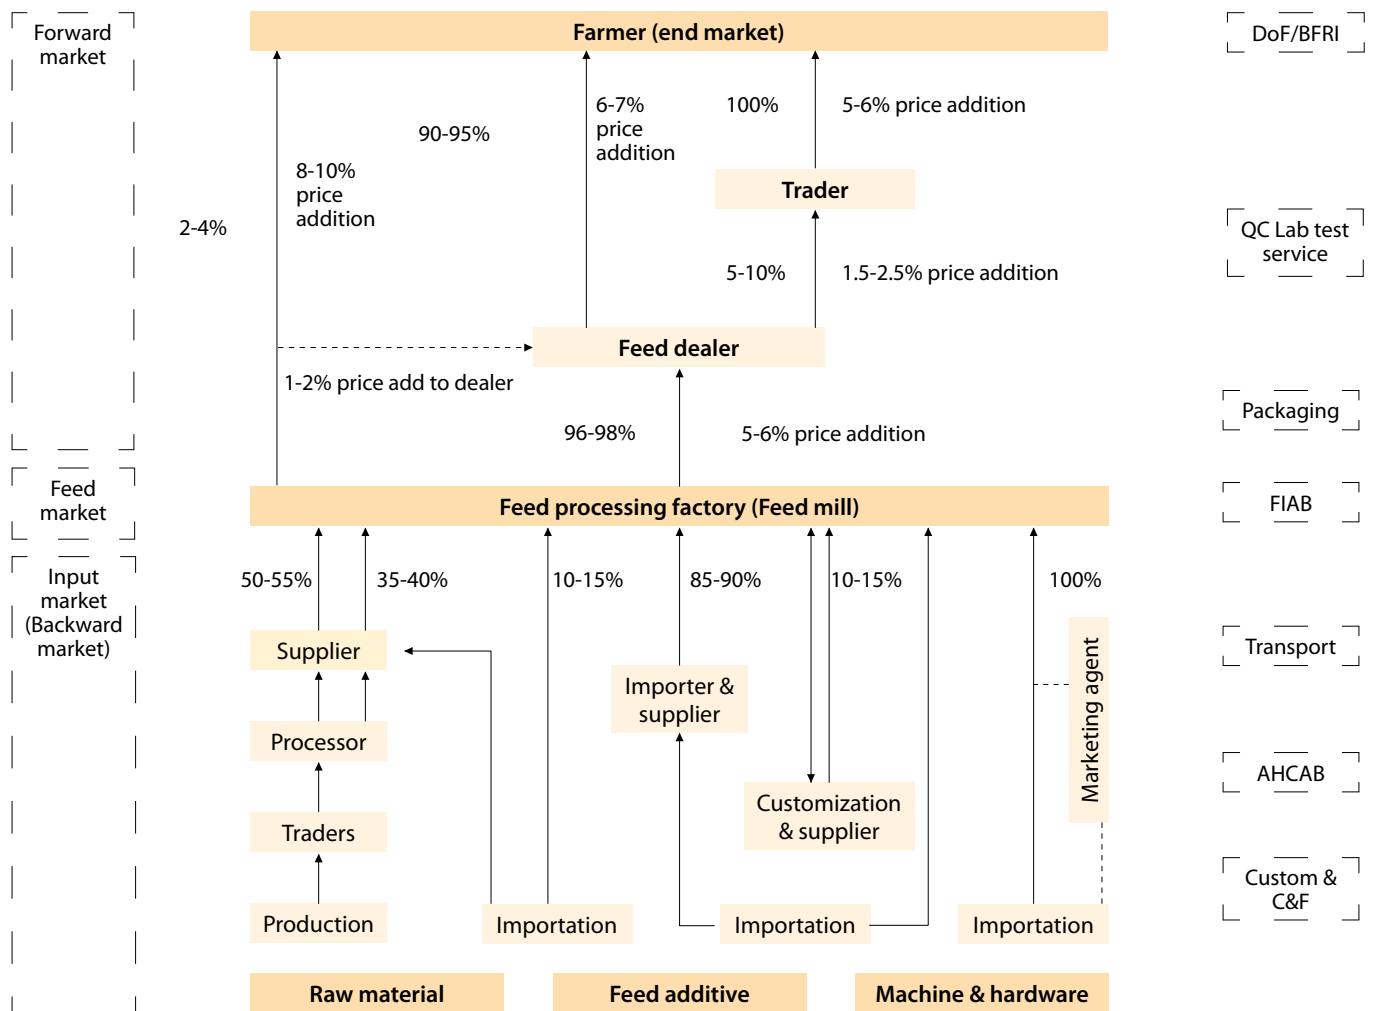 Forward
market
Farmer (end market)
DoF/BFRI
6-7%
price
addition
100%
5-6% price addition
90-95%
8-10%
price
addition
Trader
2-4%
QC Lab test
service
5-10%
1.5-2.5% price addition
Feed dealer
1-2% price add to dealer
Packaging
96-98%
5-6% price addition
Feed
market
Feed processing factory (Feed mill)
FIAB
Input
market
(Backward
market)
50-55%
35-40%
10-15%
85-90%
10-15%
100%
Supplier
Importer &
supplier
Marketing agent
Transport
Processor
Customization
& supplier
AHCAB
Traders
Custom &
C&F
Production
Importation
Importation
Importation
Raw material
Feed additive
Machine & hardware